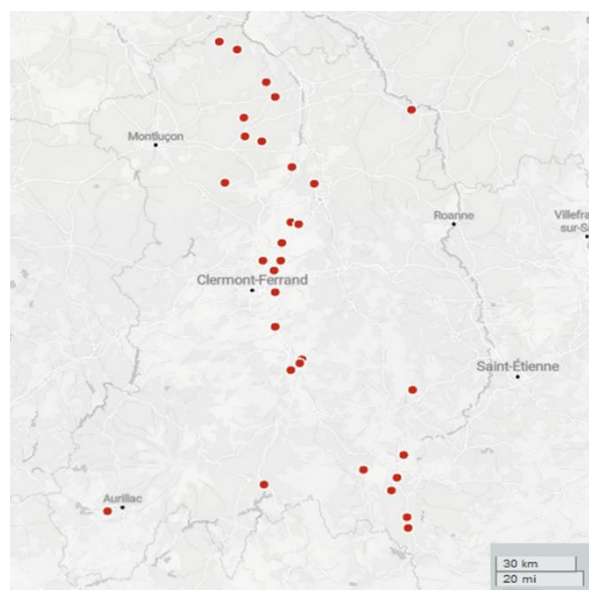 Montluçon
Roanne
Villefra
sur-S
Clermont-Ferrand
Saint-Étienne
Aurillac
30 km
20 mi